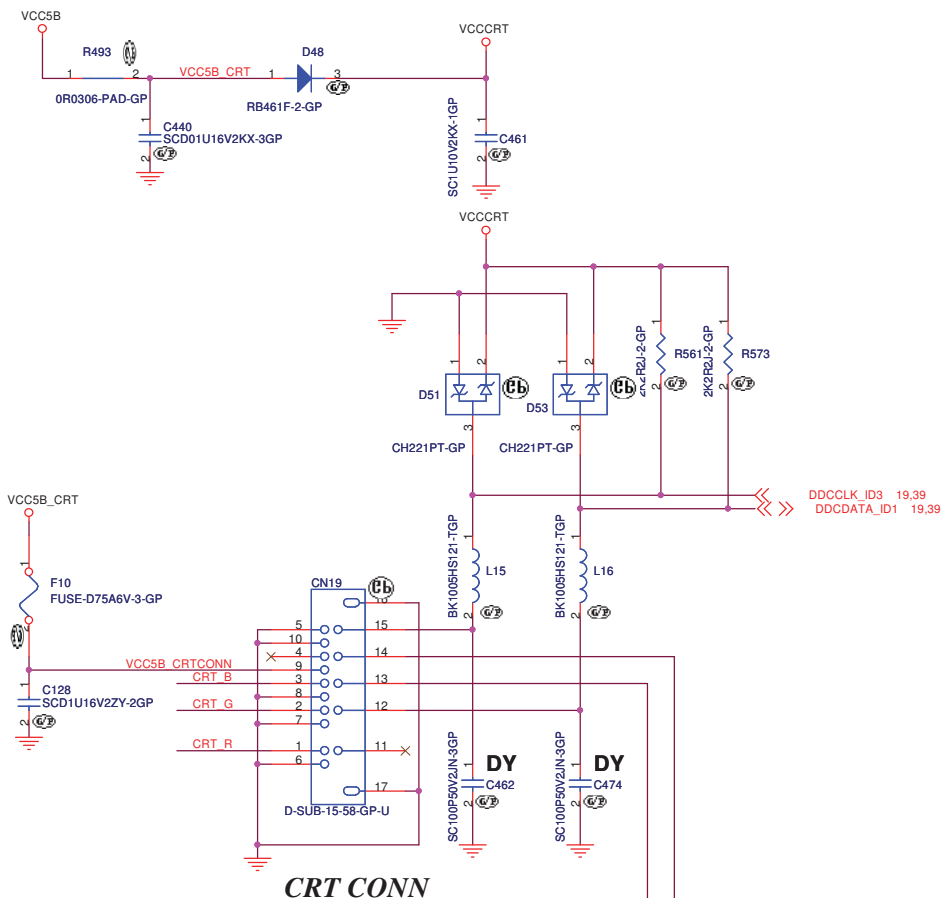 VCC5B
R493
1
2
0R0306-PAD-GP
VCC5B_CRT
D48
1
3
G/P
RB461F-2-GP
VCCCRT
C440
SCD01U16V2KX-3GP
1
2
G/P
SC1U10V2KX-1GP
1
2
C461
G/P
VCCCRT
1
2
D51
3
CH221PT-GP
1
2
D53
3
CH221PT-GP
2K2R2J-2-GP
1
2
R561
G/P
2K2R2J-2-GP
1
2
R573
G/P
DDCCLK_ID3 19,39
DDCDATA_ID1 19,39
VCC5B_CRT
1
F10
FUSE-D75A6V-3-GP
2
VCC5B_CRTCONN
C128
SCD1U16V2ZY-2GP
1
2
G/P
CRT_B
CRT_G
CRT_R
BK1005HS121-TGP
1
2
L15
G/P
BK1005HS121-TGP
1
2
L16
G/P
CN19
16
5
15
10
4
14
9
3
13
8
2
12
7
1
11
6
17
D-SUB-15-58-GP-U
SC100P50V2JN-3GP
1
2
DY
C462
G/P
SC100P50V2JN-3GP
1
2
DY
C474
G/P
CRT CONN